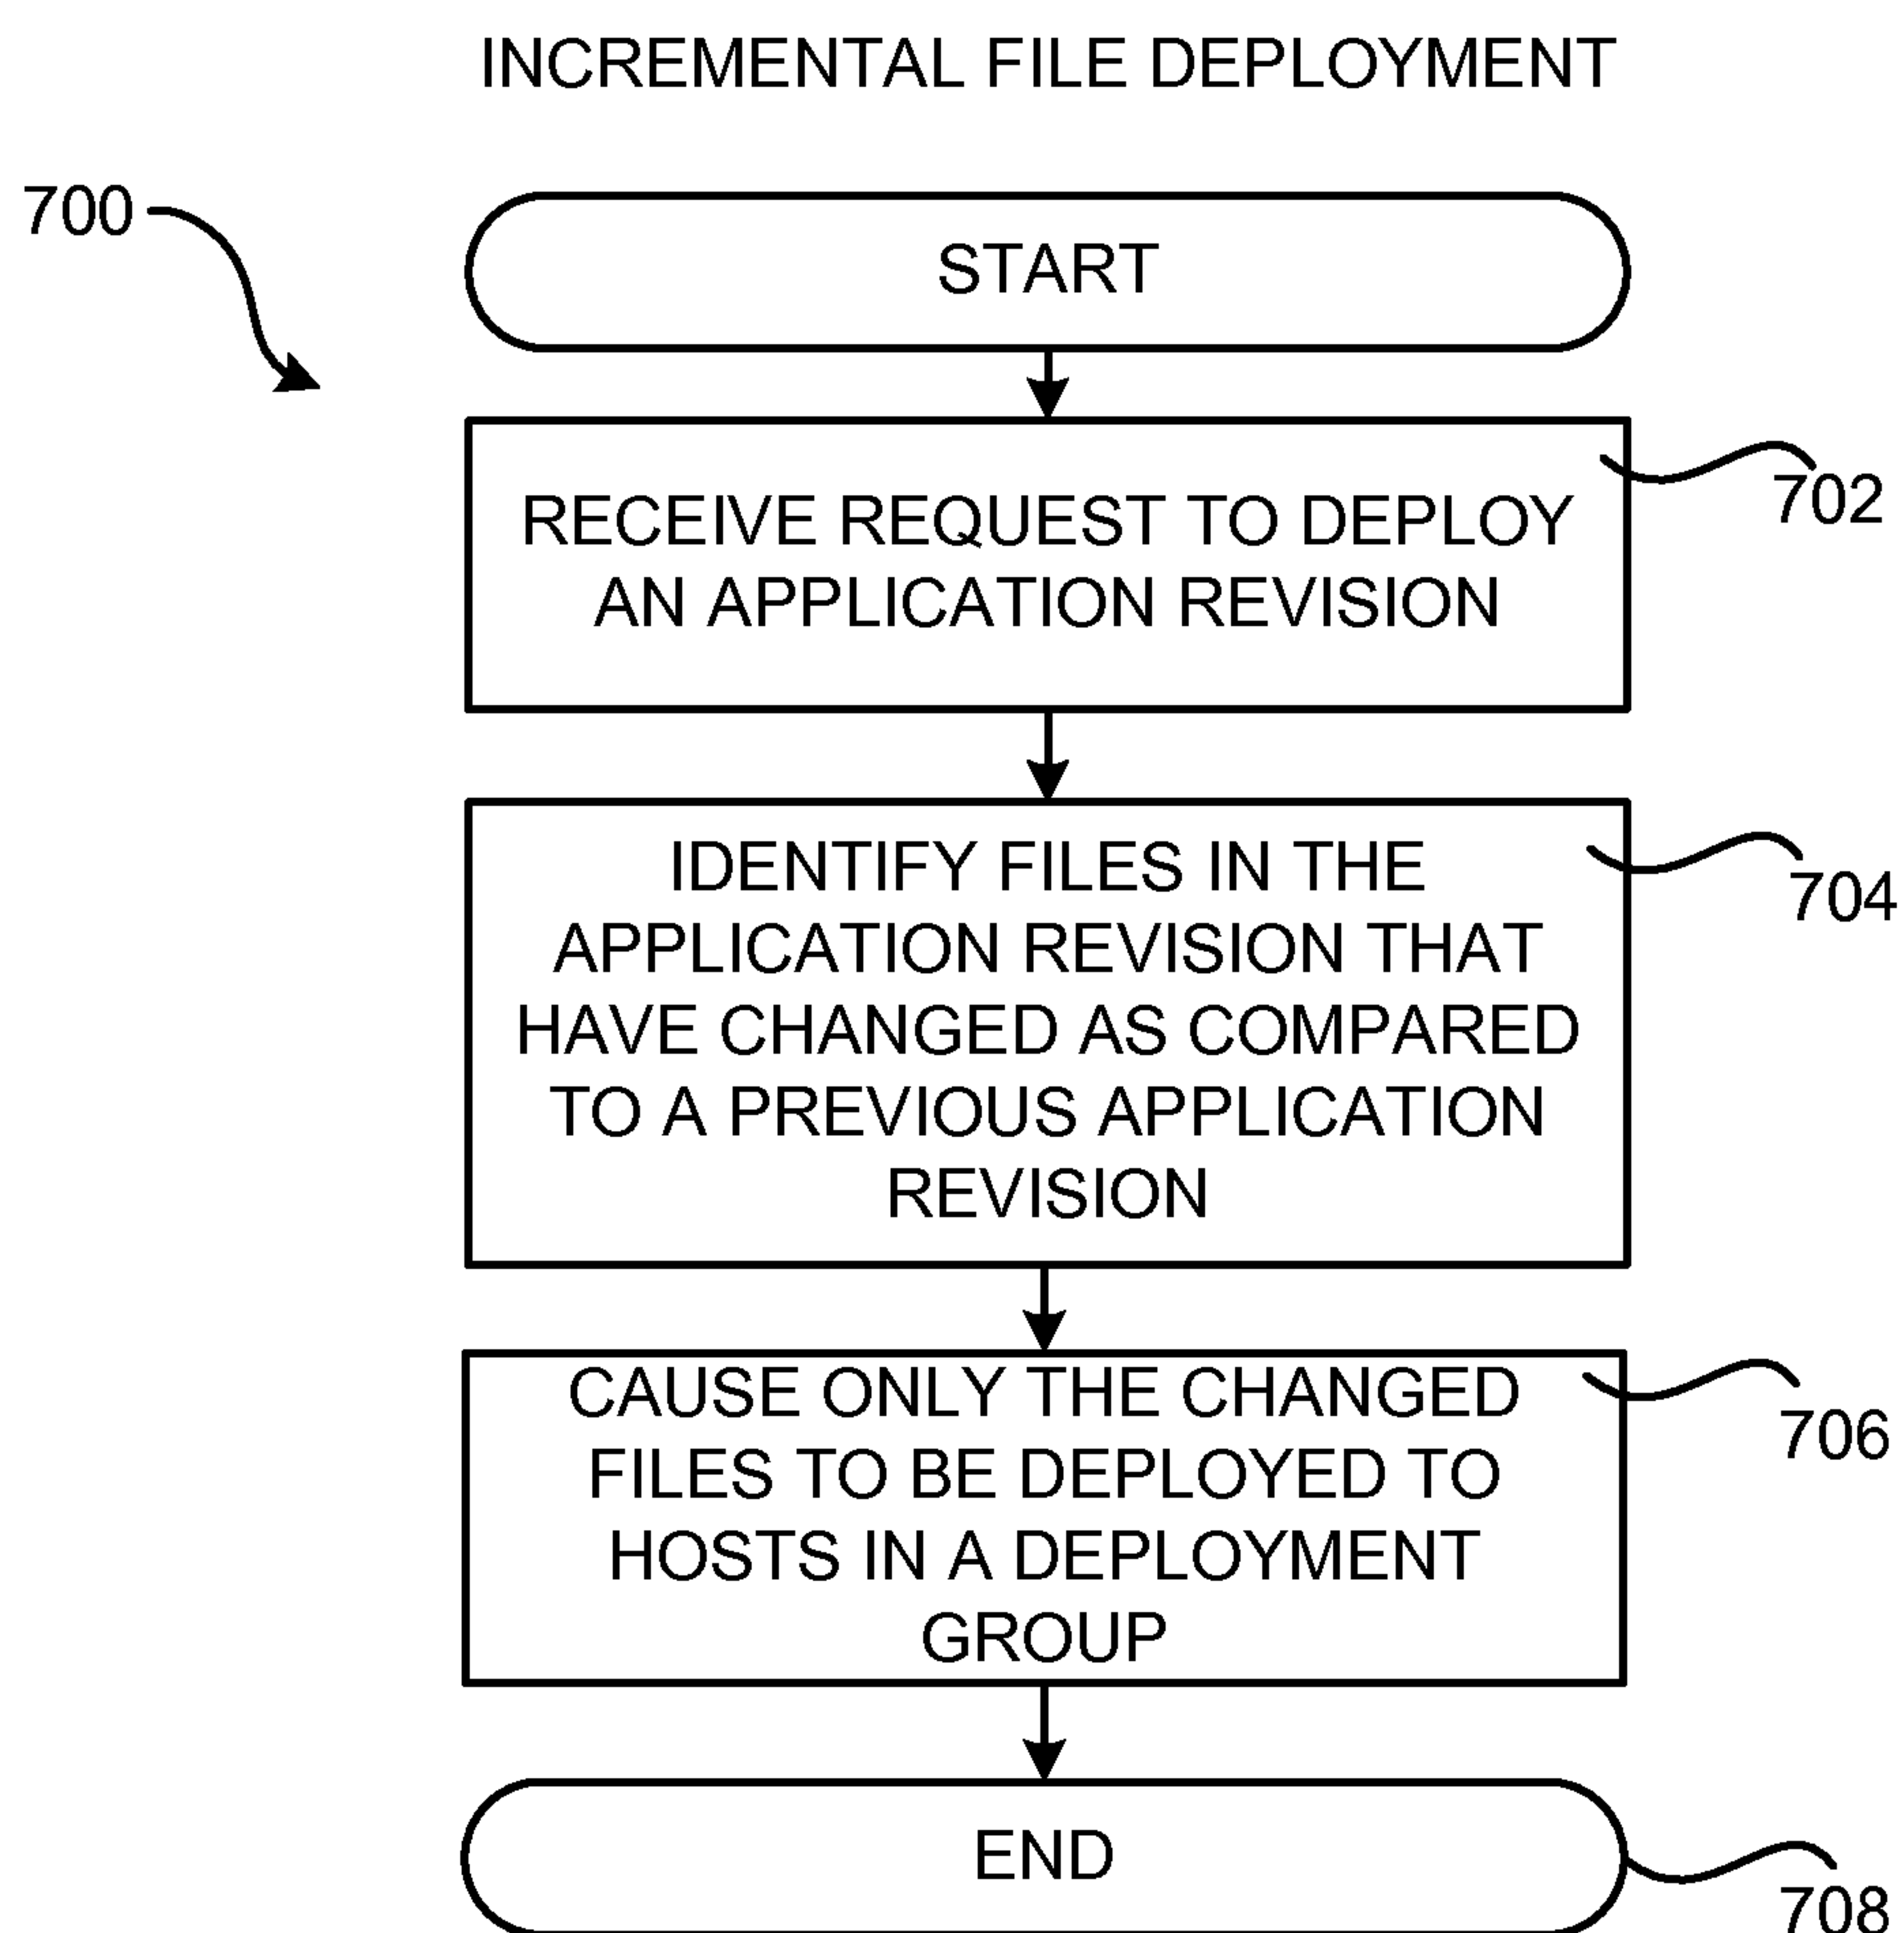 INCREMENTAL FILE DEPLOYMENT
700
START
RECEIVE REQUEST TO DEPLOY
AN APPLICATION REVISION
702
IDENTIFY FILES IN THE
APPLICATION REVISION THAT
HAVE CHANGED AS COMPARED
TO A PREVIOUS APPLICATION
REVISION
704
CAUSE ONLY THE CHANGED
FILES TO BE DEPLOYED TO
HOSTS IN A DEPLOYMENT
GROUP
706
END
708